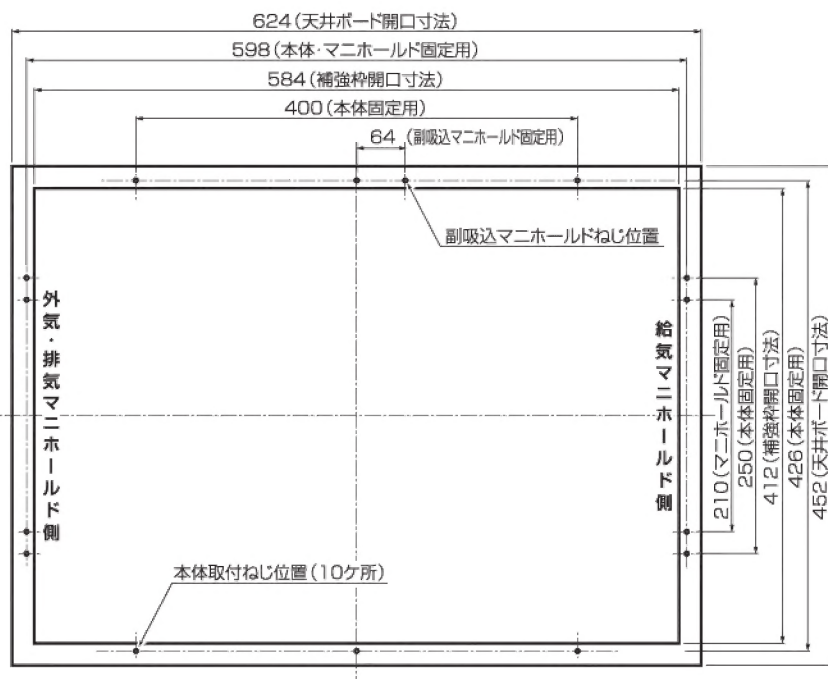 624(天井ボード開口寸法)
598(本体・マニホールド固定用)
584(補強枠開口寸法)
400(本体固定用)
64(副吸込マニホールド固定用)
副吸込マニホールドねじ位置
外気・排気マニホールド側
給気マニホールド側
210(マニホールド固定用)
250(本体固定用)
412(補強枠開口寸法)
426(本体固定用)
452(天井ボード開口寸法)
本体取付ねじ位置(10ケ所)